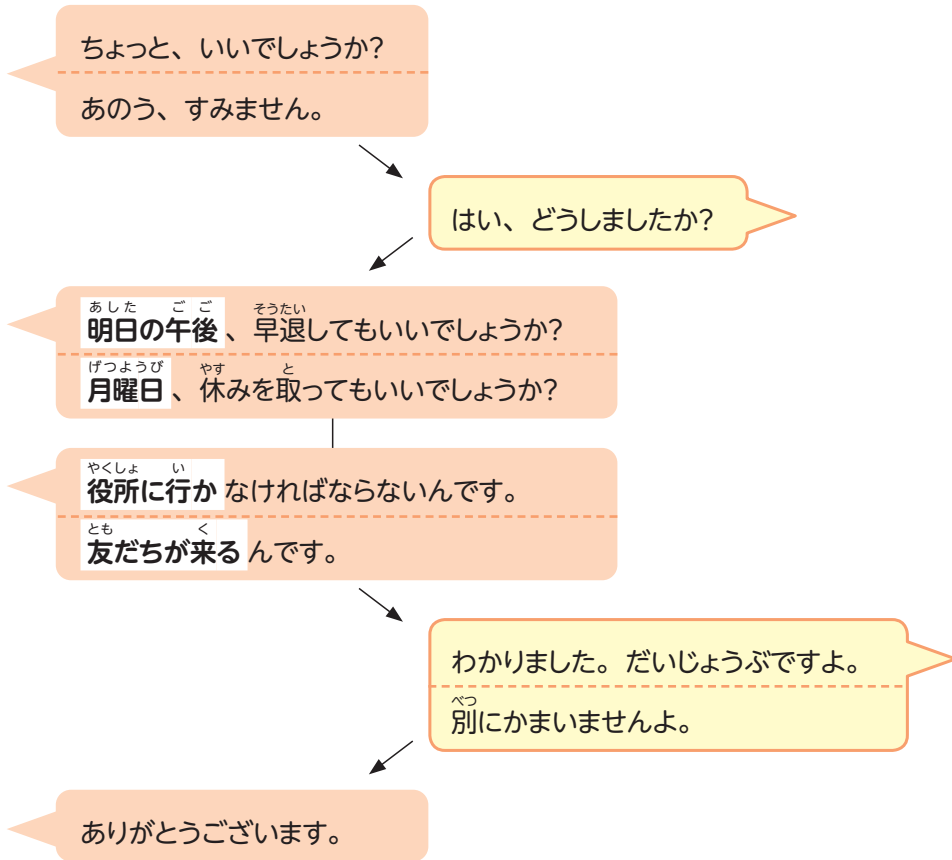 ちょっと、いいでしょうか?
あのう、すみません。
はい、どうしましたか?
あした ごご そうたい
明日の午後、早退してもいいでしょうか?
げつようび やす と
月曜日、休みを取ってもいいでしょうか?
やくしょ い
役所に行かなければならないんです。
とも く
友だちが来るんです。
わかりました。だいじょうぶですよ。
べつ
別にかまいませんよ。
ありがとうございます。